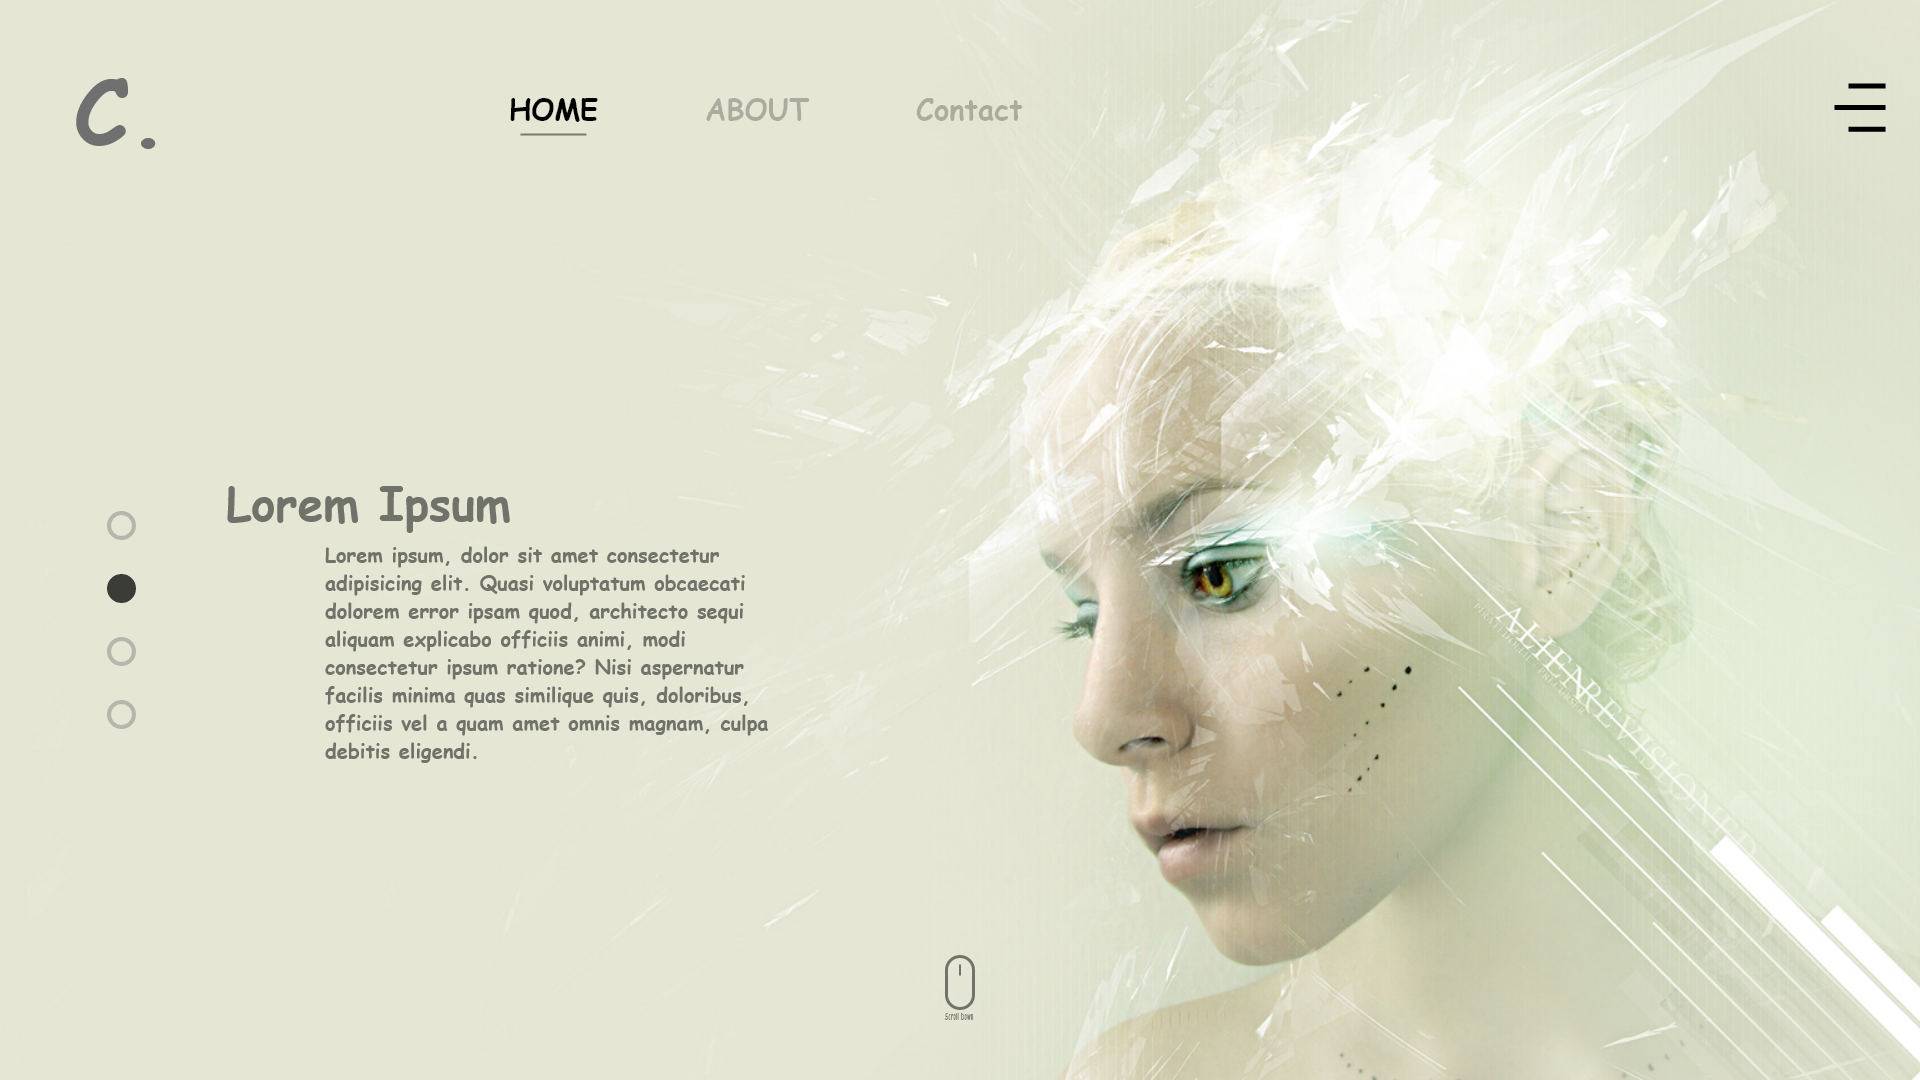 C.
HOME ABOUT Contact
Lorem Ipsum
Lorem ipsum, dolor sit amet consectetur
adipisicing elit. Quasi voluptatum obcaecati
dolorem error ipsam quod, architecto sequi
aliquam explicabo officiis animi, modi
consectetur ipsum ratione? Nisi aspernatur
facilis minima quas similique quis, doloribus,
officiis vel a quam amet omnis magnam, culpa
debitis eligendi.
ALIENREVISIONED
Scroll Down